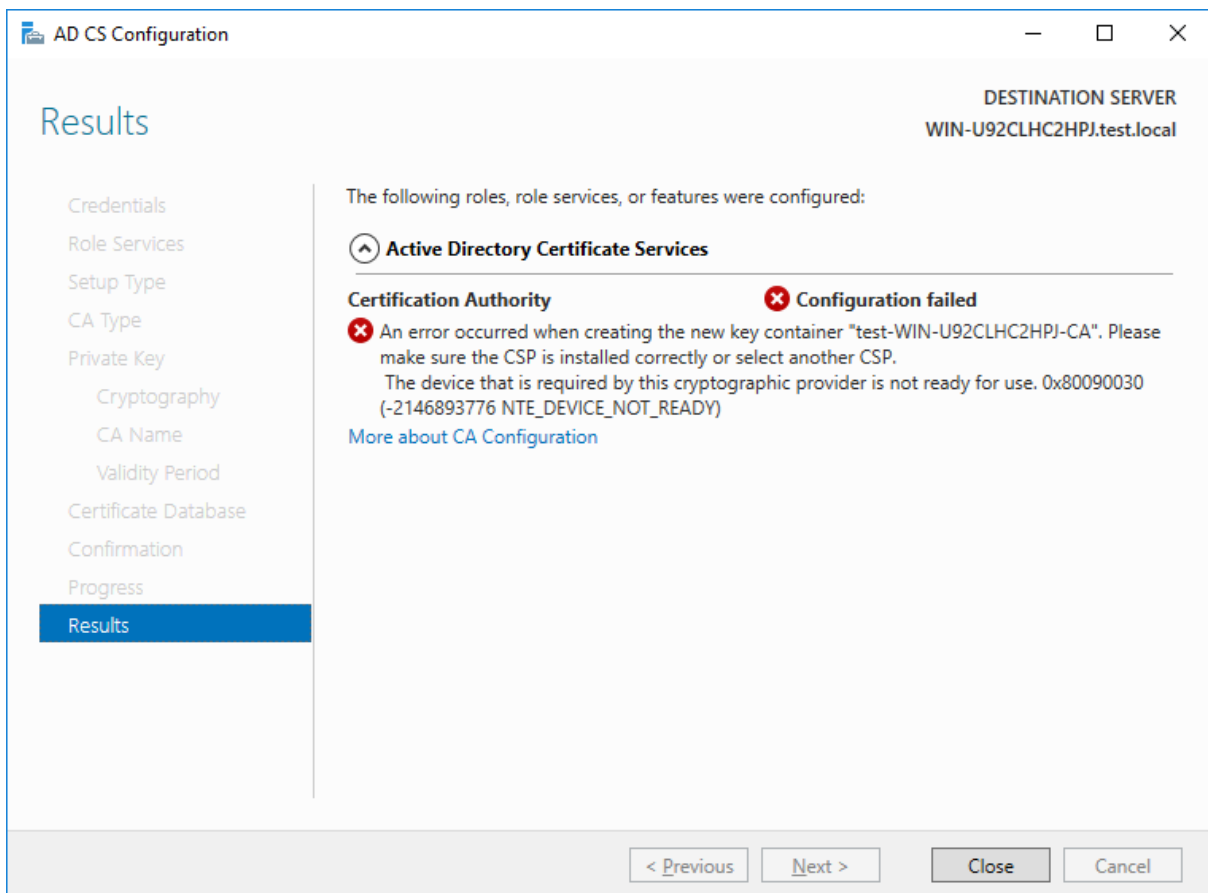 AD CS Configuration
Results
DESTINATION SERVER
WIN-U92CLHC2HPJ.test.local
Credentials
Role Services
Setup Type
CA Type
Private Key
Cryptography
CA Name
Validity Period
Certificate Database
Confirmation
Progress
Results
The following roles, role services, or features were configured:
Active Directory Certificate Services
Certification Authority
Configuration failed
An error occurred when creating the new key container "test-WIN-U92CLHC2HPJ-CA". Please
make sure the CSP is installed correctly or select another CSP.
The device that is required by this cryptographic provider is not ready for use. 0x80090030
(-2146893776 NTE_DEVICE_NOT_READY)
More about CA Configuration
< Previous
Next >
Close
Cancel